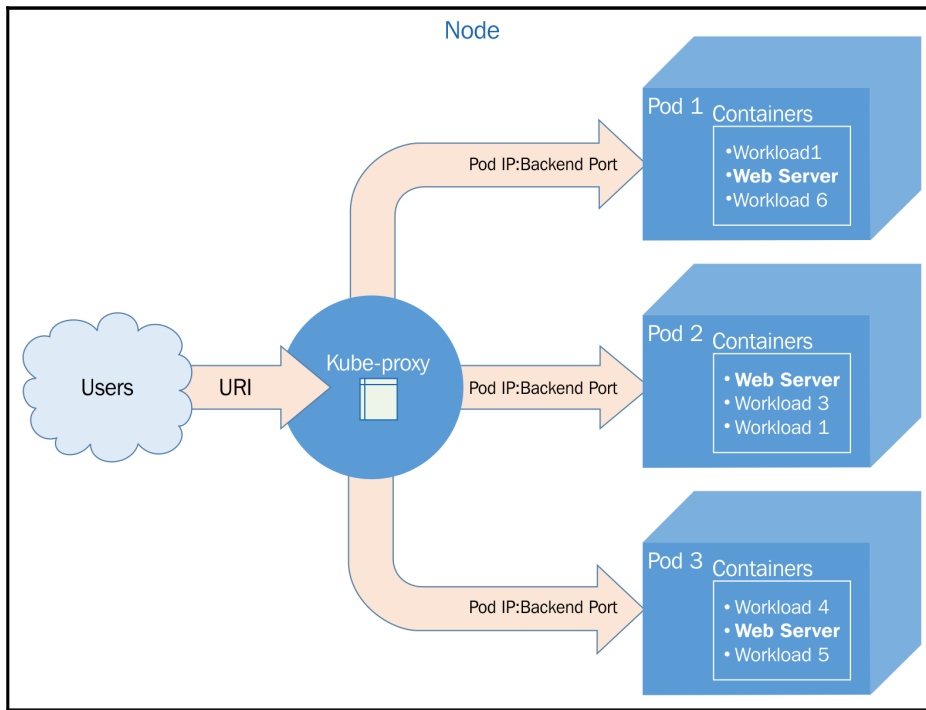 Node
Users
URI
Kube-proxy
Pod IP:Backend Port
Pod 1
Containers
•Workload1
•Web Server
•Workload 6
Pod IP:Backend Port
Pod 2
Containers
• Web Server
• Workload 3
• Workload 1
Pod IP:Backend Port
Pod 3
Containers
• Workload 4
• Web Server
• Workload 5